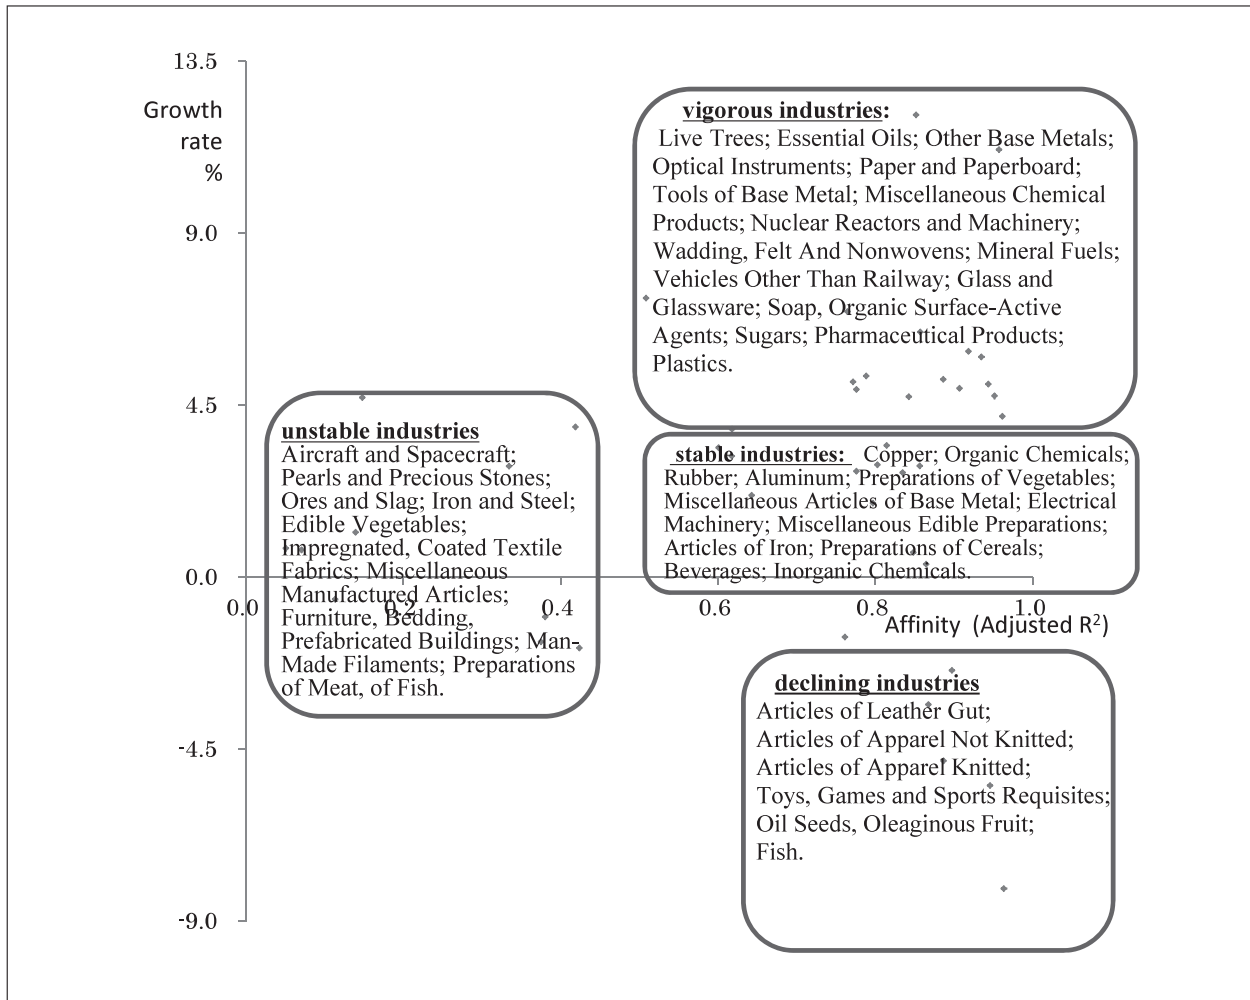 13.5
Growth
rate
%
9.0
4.5
0.0
-4.5
-9.0
0.0
0.2
0.4
0.6
0.8
1.0
Affinity (Adjusted R²)
vigorous industries:
Live Trees; Essential Oils; Other Base Metals;
Optical Instruments; Paper and Paperboard;
Tools of Base Metal; Miscellaneous Chemical
Products; Nuclear Reactors and Machinery;
Wadding, Felt And Nonwovens; Mineral Fuels;
Vehicles Other Than Railway; Glass and
Glassware; Soap, Organic Surface-Active
Agents; Sugars; Pharmaceutical Products;
Plastics.
unstable industries
Aircraft and Spacecraft;
Pearls and Precious Stones;
Ores and Slag; Iron and Steel;
Edible Vegetables;
Impregnated, Coated Textile
Fabrics; Miscellaneous
Manufactured Articles;
Furniture, Bedding,
Prefabricated Buildings; Man-
Made Filaments; Preparations
of Meat, of Fish.
stable industries: Copper; Organic Chemicals;
Rubber; Aluminum; Preparations of Vegetables;
Miscellaneous Articles of Base Metal; Electrical
Machinery; Miscellaneous Edible Preparations;
Articles of Iron; Preparations of Cereals;
Beverages; Inorganic Chemicals.
declining industries
Articles of Leather Gut;
Articles of Apparel Not Knitted;
Articles of Apparel Knitted;
Toys, Games and Sports Requisites;
Oil Seeds, Oleaginous Fruit;
Fish.